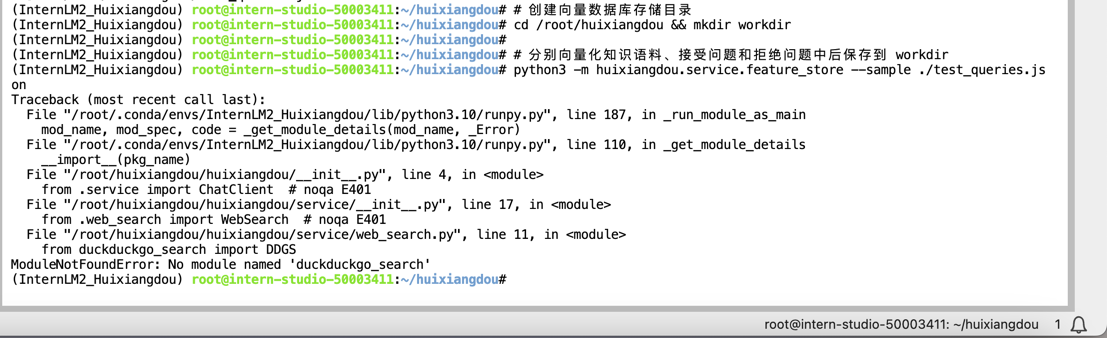 (InternLM2_Huixiangdou) root@intern-studio-50003411:~/huixiangdou# # 创建向量数据库存储目录
(InternLM2_Huixiangdou) root@intern-studio-50003411:~/huixiangdou# cd /root/huixiangdou && mkdir workdir
(InternLM2_Huixiangdou) root@intern-studio-50003411:~/huixiangdou#
(InternLM2_Huixiangdou) root@intern-studio-50003411:~/huixiangdou# # 分别向量化知识语料、接受问题和拒绝问题中后保存到 workdir
(InternLM2_Huixiangdou) root@intern-studio-50003411:~/huixiangdou# python3 -m huixiangdou.service.feature_store --sample ./test_queries.js
on
Traceback (most recent call last):
  File "/root/.conda/envs/InternLM2_Huixiangdou/lib/python3.10/runpy.py", line 187, in _run_module_as_main
    mod_name, mod_spec, code = _get_module_details(mod_name, _Error)
  File "/root/.conda/envs/InternLM2_Huixiangdou/lib/python3.10/runpy.py", line 110, in _get_module_details
    __import__(pkg_name)
  File "/root/huixiangdou/huixiangdou/__init__.py", line 4, in <module>
    from .service import ChatClient  # noqa E401
  File "/root/huixiangdou/huixiangdou/service/__init__.py", line 17, in <module>
    from .web_search import WebSearch  # noqa E401
  File "/root/huixiangdou/huixiangdou/service/web_search.py", line 11, in <module>
    from duckduckgo_search import DDGS
ModuleNotFoundError: No module named 'duckduckgo_search'
(InternLM2_Huixiangdou) root@intern-studio-50003411:~/huixiangdou#
root@intern-studio-50003411: ~/huixiangdou 1